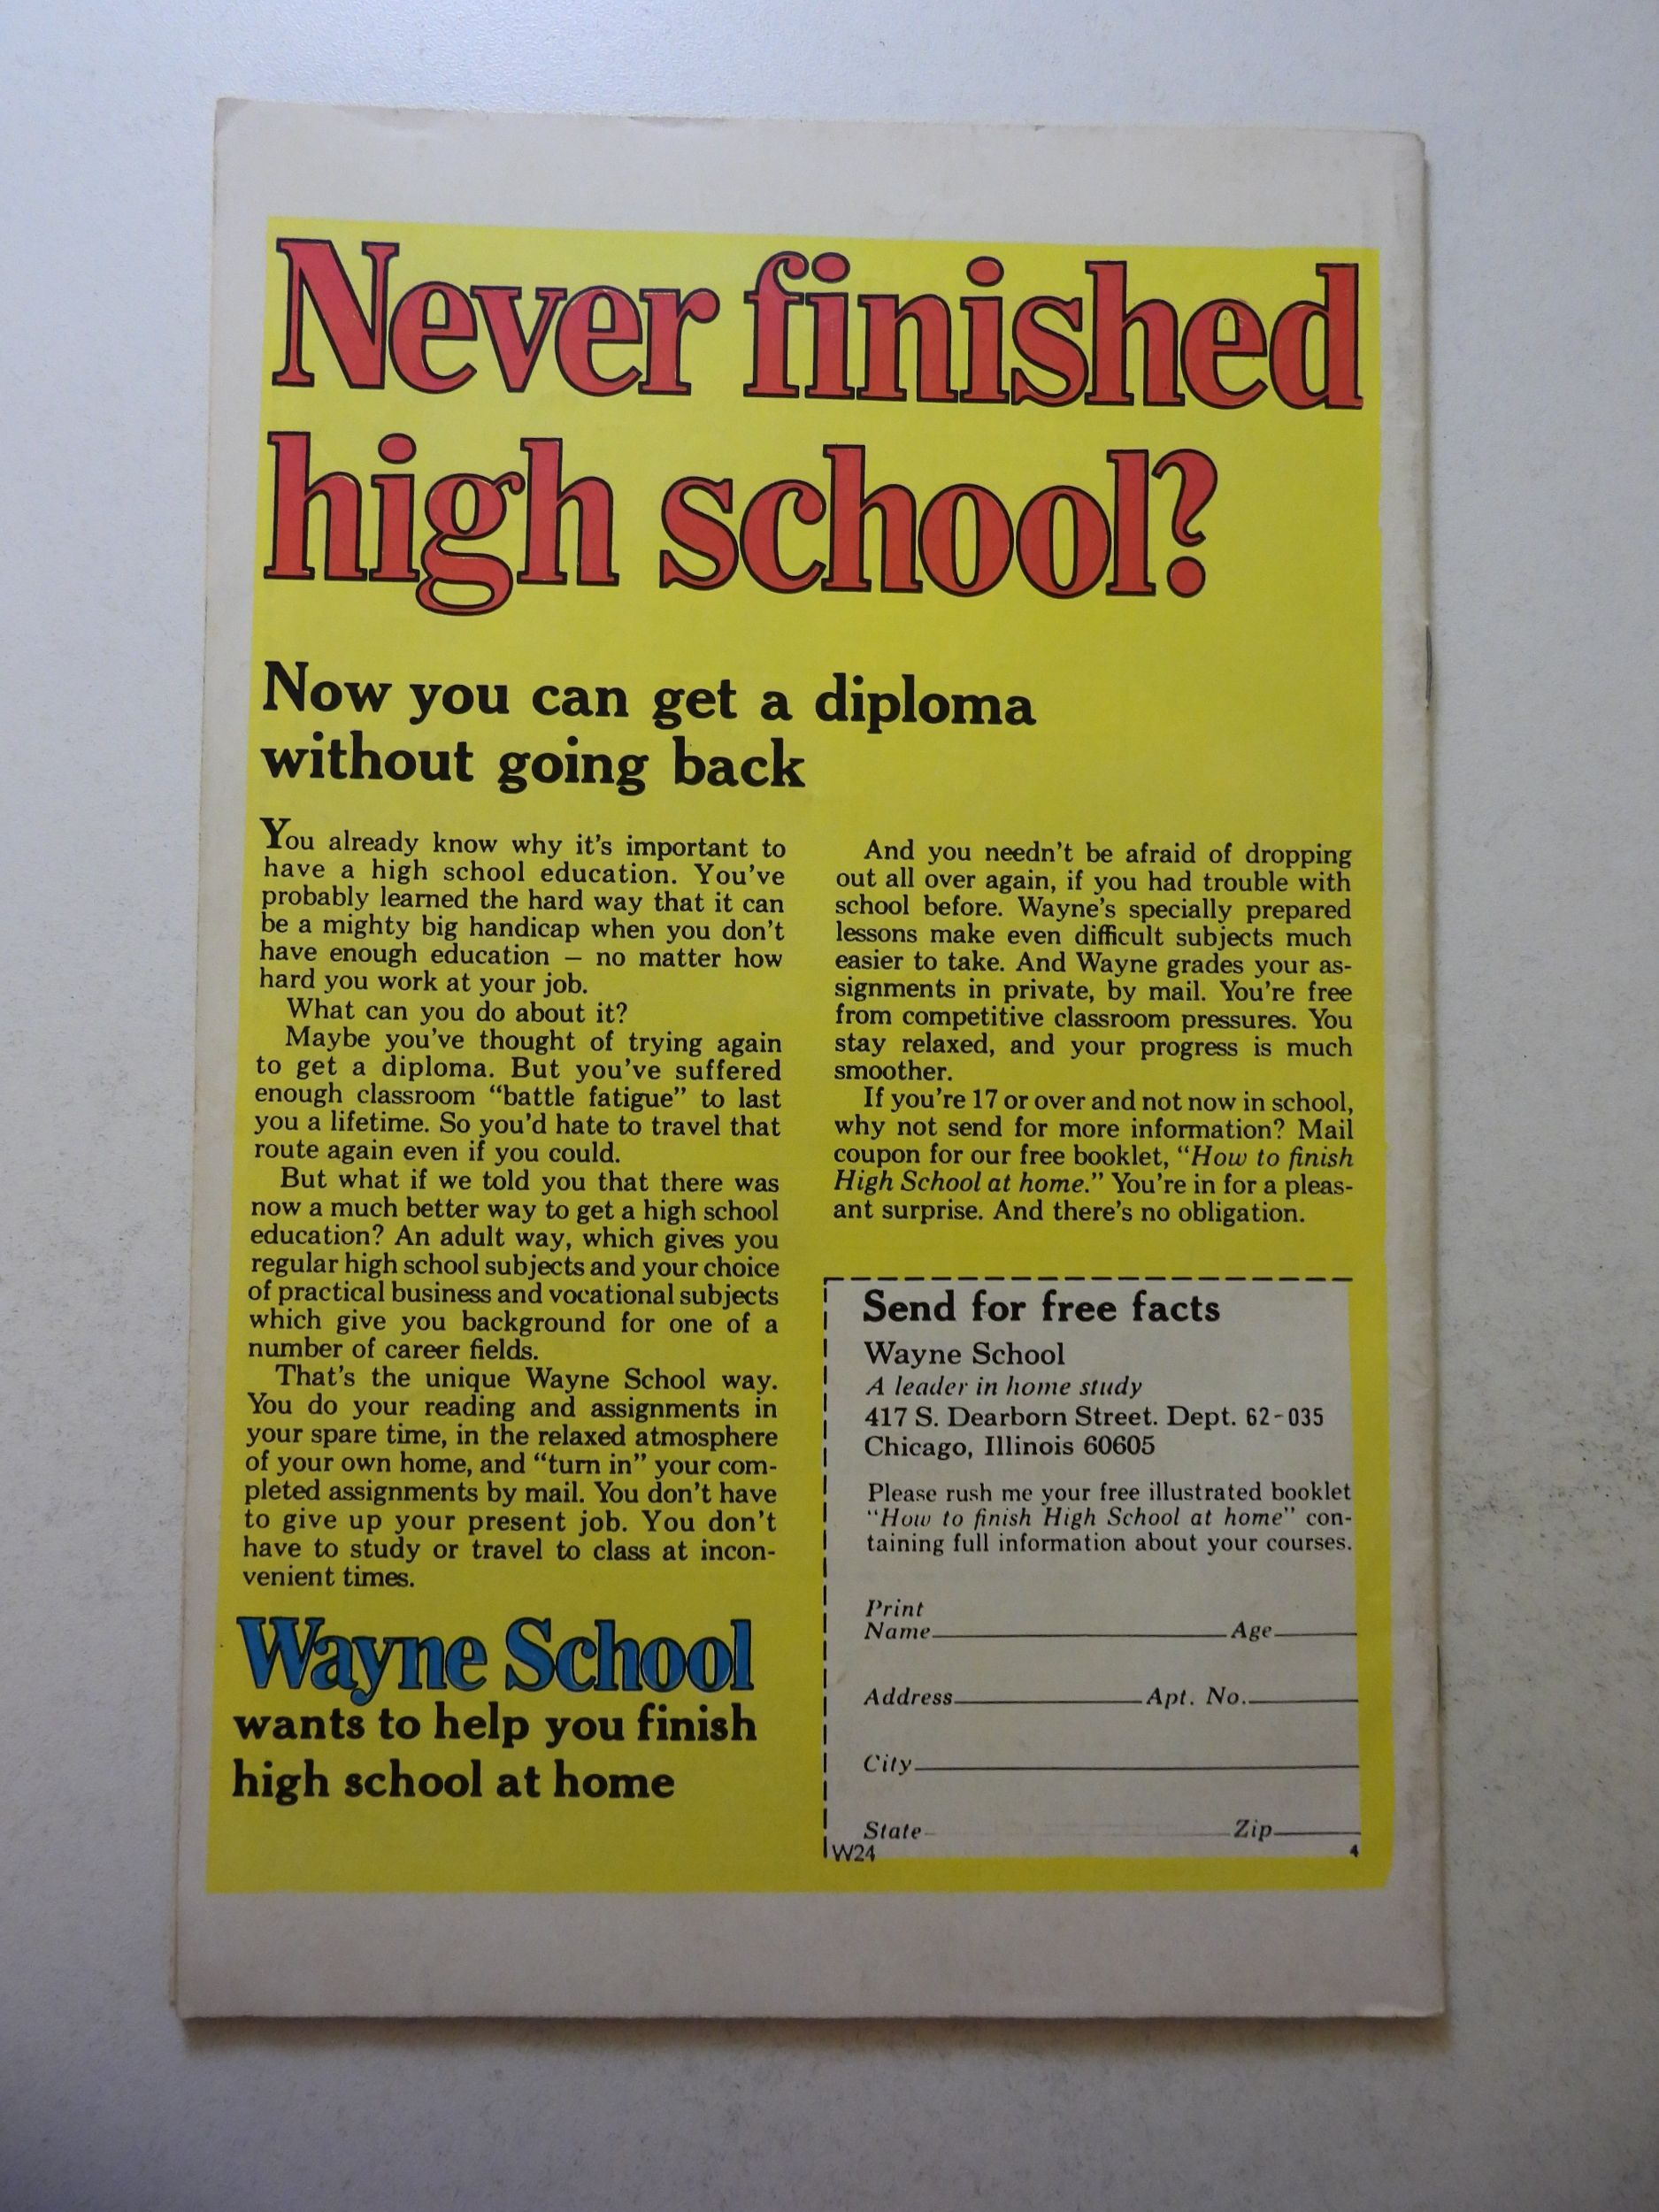 Never finished
high school?
Now you can get a diploma
without going back
You already know why it's important to
have a high school education. You've
probably learned the hard way that it can
be a mighty big handicap when you don't
have enough education — no matter how
hard you work at your job.
What can you do about it?
Maybe you've thought of trying again
to get a diploma. But you've suffered
enough classroom "battle fatigue" to last
you a lifetime. So you'd hate to travel that
route again even if you could.
But what if we told you that there was
now a much better way to get a high school
education? An adult way, which gives you
regular high school subjects and your choice
of practical business and vocational subjects
which give you background for one of a
number of career fields.
That's the unique Wayne School way.
You do your reading and assignments in
your spare time, in the relaxed atmosphere
of your own home, and "turn in" your com-
pleted assignments by mail. You don't have
to give up your present job. You don't
have to study or travel to class at incon-
venient times.
Wayne School
wants to help you finish
high school at home
And you needn't be afraid of dropping
out all over again, if you had trouble with
school before. Wayne's specially prepared
lessons make even difficult subjects much
easier to take. And Wayne grades your as-
signments in private, by mail. You're free
from competitive classroom pressures. You
stay relaxed, and your progress is much
smoother.
If you're 17 or over and not now in school,
why not send for more information? Mail
coupon for our free booklet, "How to finish
High School at home." You're in for a pleas-
ant surprise. And there's no obligation.
Send for free facts
Wayne School
A leader in home study
417 S. Dearborn Street. Dept. 62-035
Chicago, Illinois 60605
Please rush me your free illustrated booklet
"How to finish High School at home" con-
taining full information about your courses.
Print
Name Age
Address Apt. No.
City
State Zip
W24 4